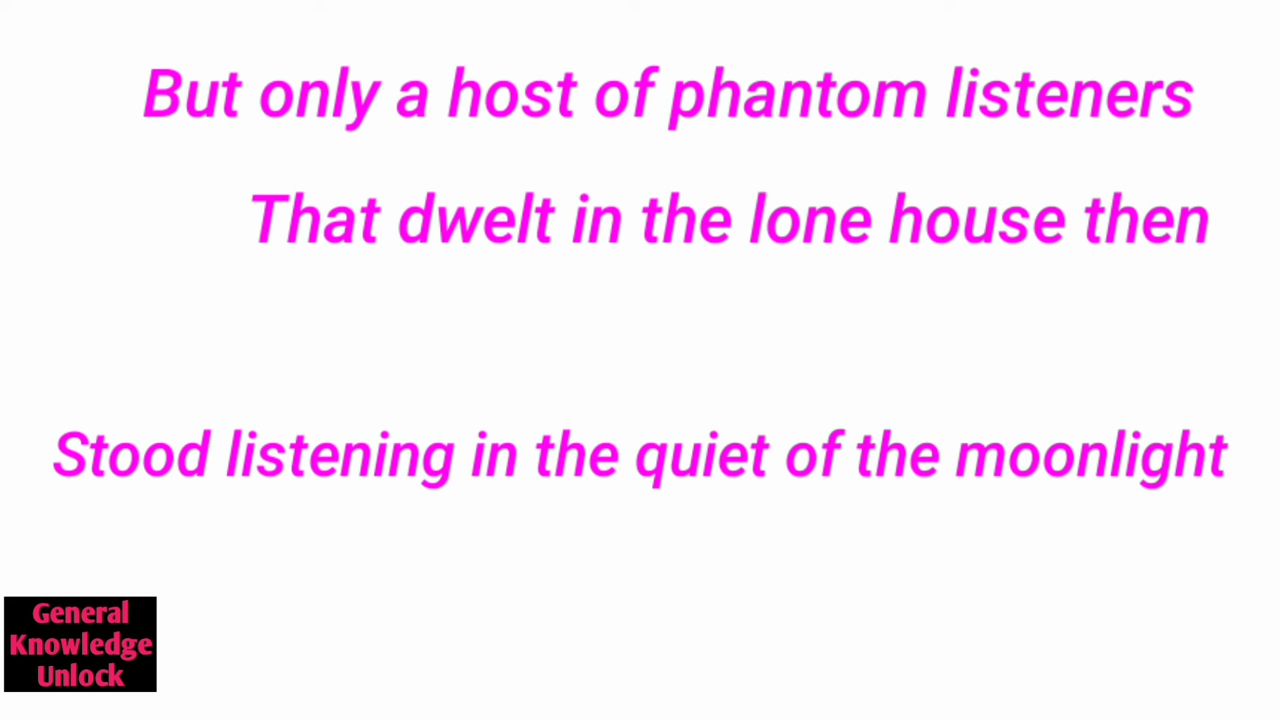 But only a host of phantom listeners
That dwelt in the lone house then
Stood listening in the quiet of the moonlight
General
Knowledge
Unlock